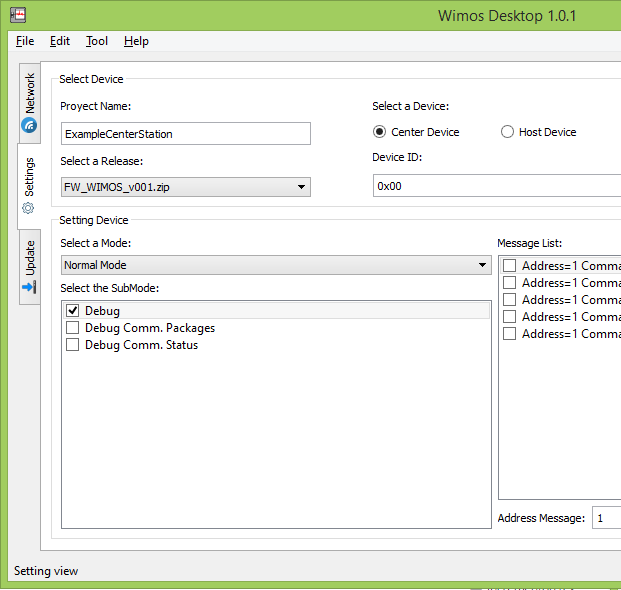 Wimos Desktop 1.0.1
File Edit Tool Help
Network
Settings
Update
Select Device
Proyect Name:
ExampleCenterStation
Select a Release:
FW_WIMOS_v001.zip
Select a Device:
Center Device Host Device
Device ID:
0x00
Setting Device
Select a Mode:
Normal Mode
Select the SubMode:
Debug
Debug Comm. Packages
Debug Comm. Status
Message List:
Address=1 Comma
Address=1 Comma
Address=1 Comma
Address=1 Comma
Address=1 Comma
Address Message: 1
Setting view